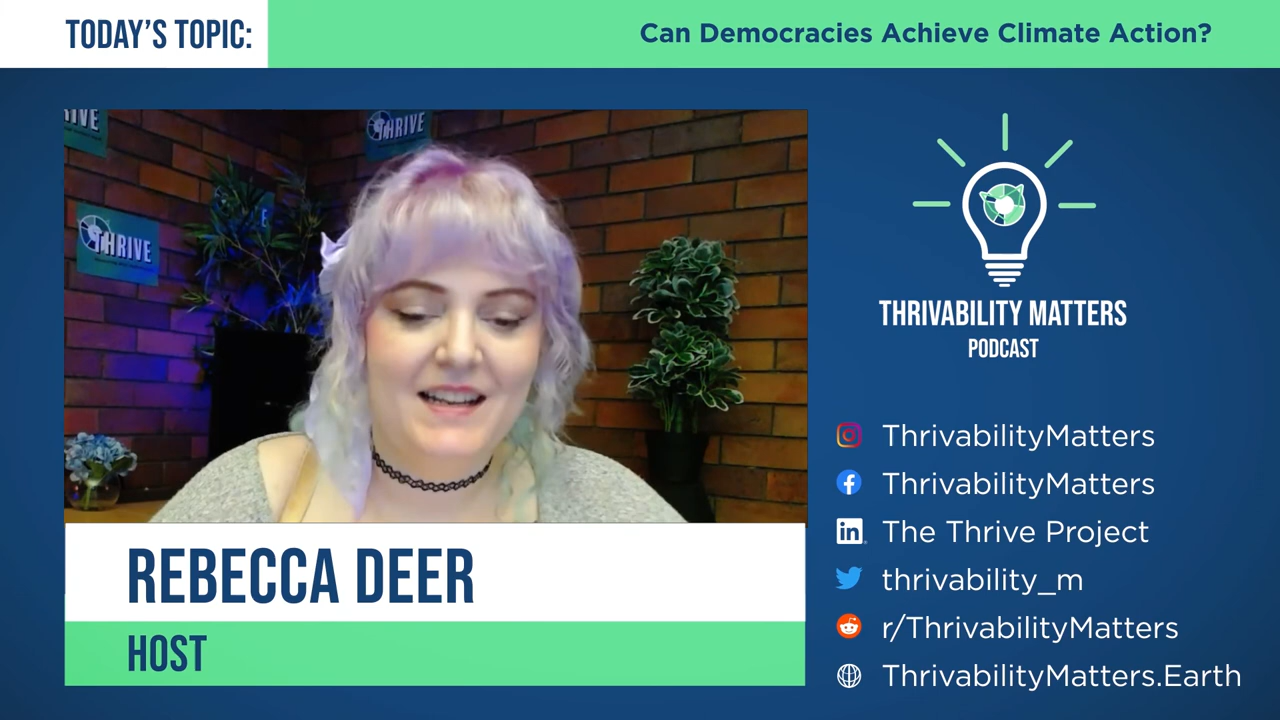 TODAY'S TOPIC:
Can Democracies Achieve Climate Action?
THRIVE
THRIVE
THRIVE
REBECCA DEER
HOST
THRIVABILITY MATTERS
PODCAST
ThrivabilityMatters
ThrivabilityMatters
The Thrive Project
thrivability_m
r/ThrivabilityMatters
ThrivabilityMatters.Earth